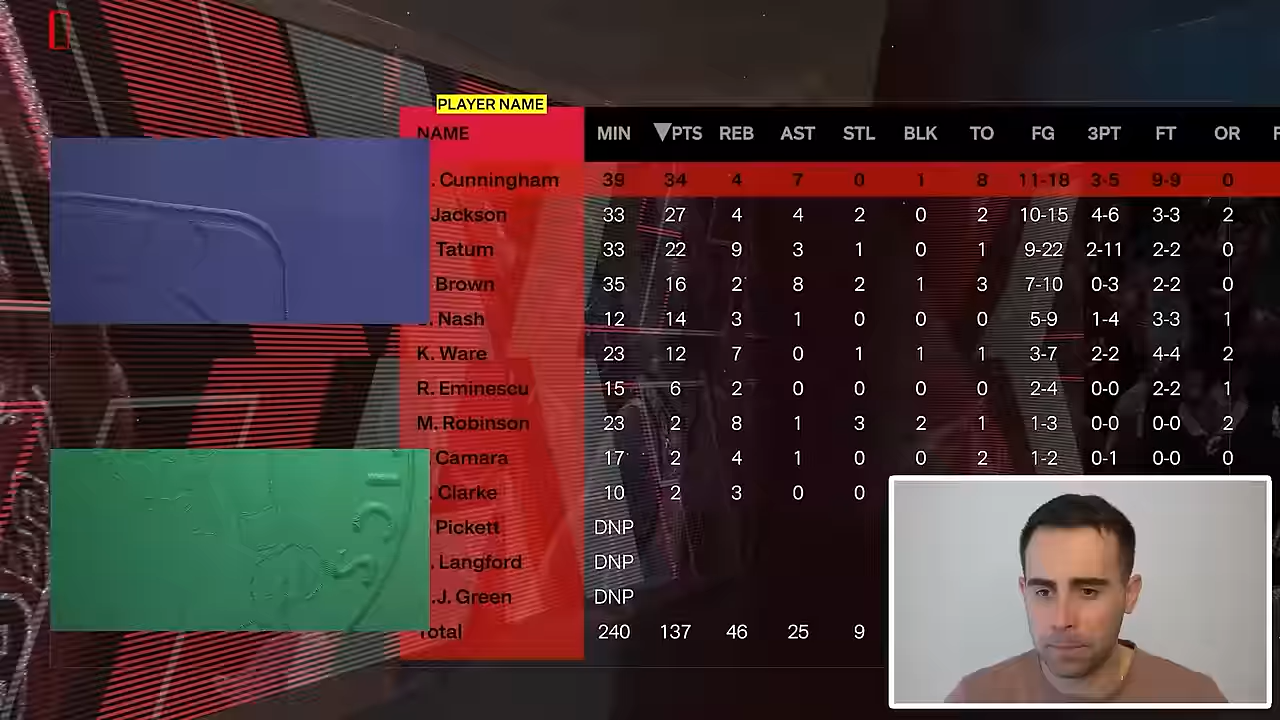 PLAYER NAME
NAME MIN PTS REB AST STL BLK TO FG 3PT FT OR
. Cunningham 39 34 4 7 0 1 8 11-18 3-5 9-9 0
Jackson 33 27 4 4 2 0 2 10-15 4-6 3-3 2
Tatum 33 22 9 3 1 0 1 9-22 2-11 2-2 0
Brown 35 16 2 8 2 1 3 7-10 0-3 2-2 0
. Nash 12 14 3 1 0 0 0 5-9 1-4 3-3 1
K. Ware 23 12 7 0 1 1 1 3-7 2-2 4-4 2
R. Eminescu 15 6 2 0 0 0 0 2-4 0-0 2-2 1
M. Robinson 23 2 8 1 3 2 1 1-3 0-0 0-0 2
. Camara 17 2 4 1 0 0 2 1-2 0-1 0-0 0
. Clarke 10 2 3 0 0
Pickett DNP
. Langford DNP
.J. Green DNP
Total 240 137 46 25 9